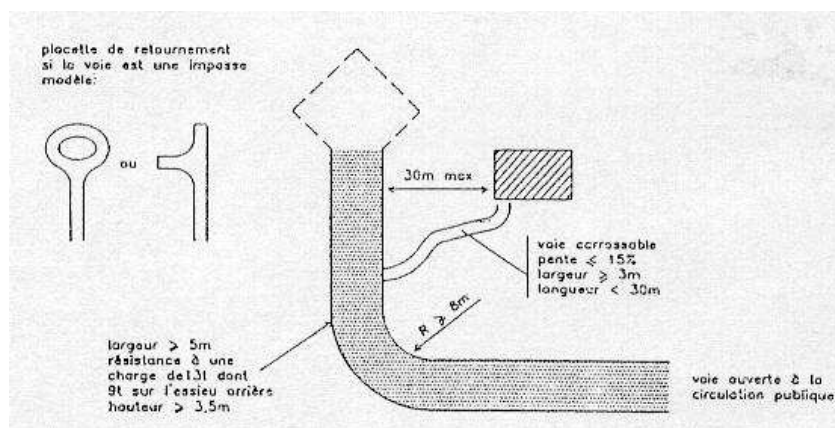 placette de retournement
si la voie est une impasse
modèle:
ou
30m max
voie carrossable
pente ⩽ 15%
largeur ⩾ 3m
langueur < 30m
R ⩾ 8m
largeur ⩾ 5m
résistance à une
charge de13t dont
9t sur l'essieu arrière
hauteur ⩾ 3,5m
voie ouverte à la
circulation publique